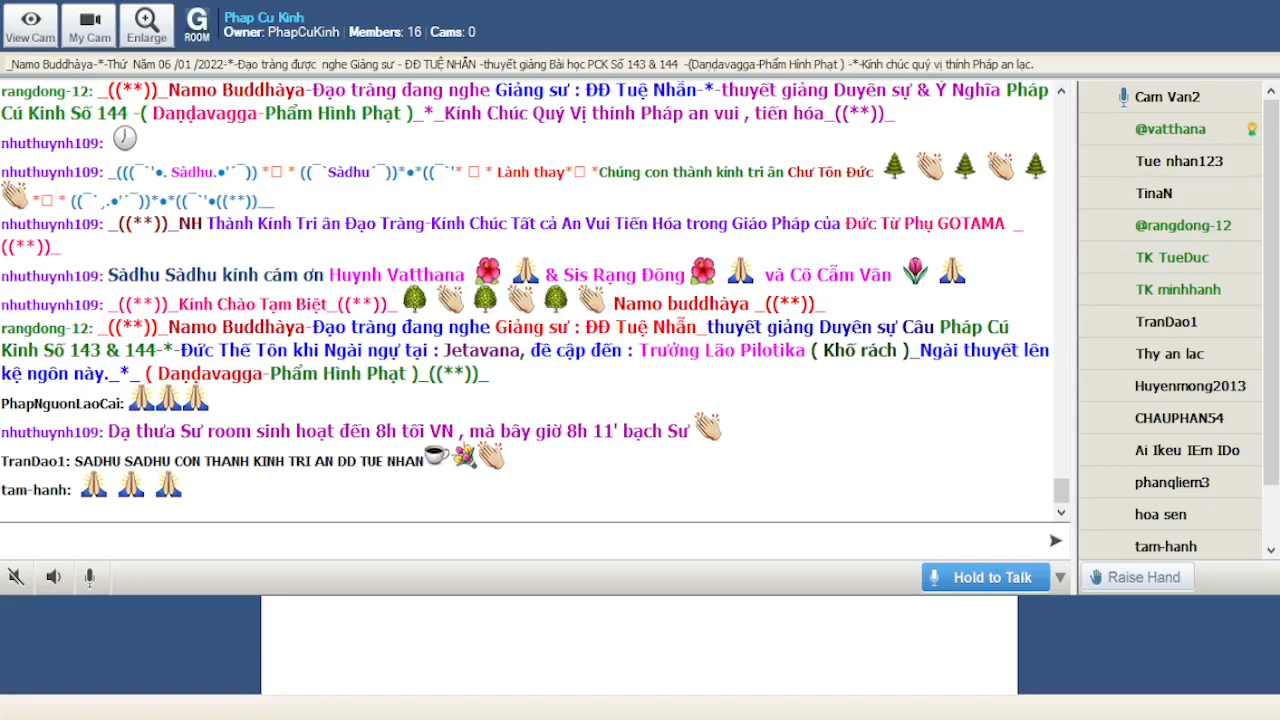 View Cam
My Cam
Enlarge
G
ROOM
Phap Cu Kinh
Owner: PhapCuKinh | Members: 16 | Cams: 0
_Namo Buddhàya-*-Thứ Năm 06 /01 /2022-*-Đạo tràng được nghe Giảng sư - ĐĐ TUỆ NHẪN -thuyết giảng Bài học PCK Số 143 & 144 -(Daṇḍavagga-Phẩm Hình Phạt ) -*-Kính chúc quý vị thính Pháp an lạc.
rangdong-12: _((**))_Namo Buddhàya-Đạo tràng đang nghe Giảng sư : ĐĐ Tuệ Nhẫn-*-thuyết giảng Duyên sự & Ý Nghĩa Pháp
Cú Kinh Số 144 -( Daṇḍavagga-Phẩm Hình Phạt )_*_Kính Chúc Quý Vị thính Pháp an vui , tiến hóa_((**))_
nhuthuynh109:
nhuthuynh109: _(((¯`'•. Sàdhu.•'´¯)) *□ * ((¯`Sàdhu´¯))*•*((¯`'* □ * Lành thay*□ *Chúng con thành kính tri ân Chư Tôn Đức
*□ * ((¯`¸.•'´¯))*•*((¯`'•((**))__
nhuthuynh109: _((**))_NH Thành Kính Tri ân Đạo Tràng-Kính Chúc Tất cả An Vui Tiến Hóa trong Giáo Pháp của Đức Từ Phụ GOTAMA _
((**))_
nhuthuynh109: Sàdhu Sàdhu kính cám ơn Huynh Vatthana & Sis Rạng Đông và Cô Cẩm Vân
nhuthuynh109: _((**))_Kính Chào Tạm Biệt_((**))_ Namo buddhàya _((**))_
rangdong-12: _((**))_Namo Buddhàya-Đạo tràng đang nghe Giảng sư : ĐĐ Tuệ Nhẫn_thuyết giảng Duyên sự Câu Pháp Cú
Kinh Số 143 & 144-*-Đức Thế Tôn khi Ngài ngự tại : Jetavana, đề cập đến : Trưởng Lão Pilotika ( Khố rách )_Ngài thuyết lên
kệ ngôn này._*_ ( Daṇḍavagga-Phẩm Hình Phạt )_((**))_
PhapNguonLaoCai:
nhuthuynh109: Dạ thưa Sư room sinh hoạt đến 8h tối VN , mà bây giờ 8h 11' bạch Sư
TranDao1: SADHU SADHU CON THANH KINH TRI AN DD TUE NHAN
tam-hanh:
Hold to Talk
Cam Van2
@vatthana
Tue nhan123
TinaN
@rangdong-12
TK TueDuc
TK minhhanh
TranDao1
Thy an lac
Huyenmong2013
CHAUPHAN54
Ai Ikeu IEm IDo
phanqliem3
hoa sen
tam-hanh
Raise Hand